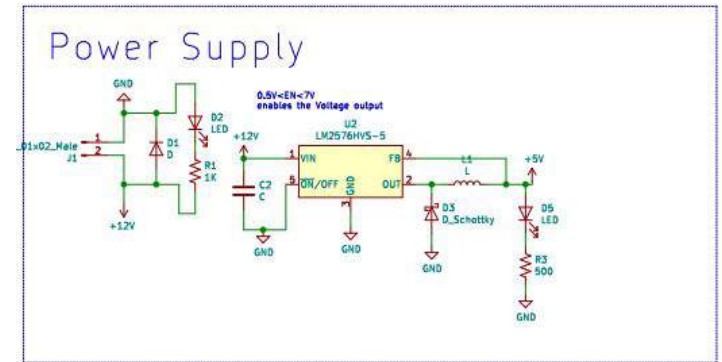 Power Supply
GND
0.5V<EN<7V
enables the Voltage output
D2
LED
U2
LM2576HVS-5
_01x02_Male
1
2
J1
D1
D
+12V
R1
1K
+12V
1
VIN
FB
4
5
ON/OFF
GND
OUT
2
3
L1
L
+5V
C2
C
D3
D_Schottky
D5
LED
GND
GND
GND
R3
500
GND